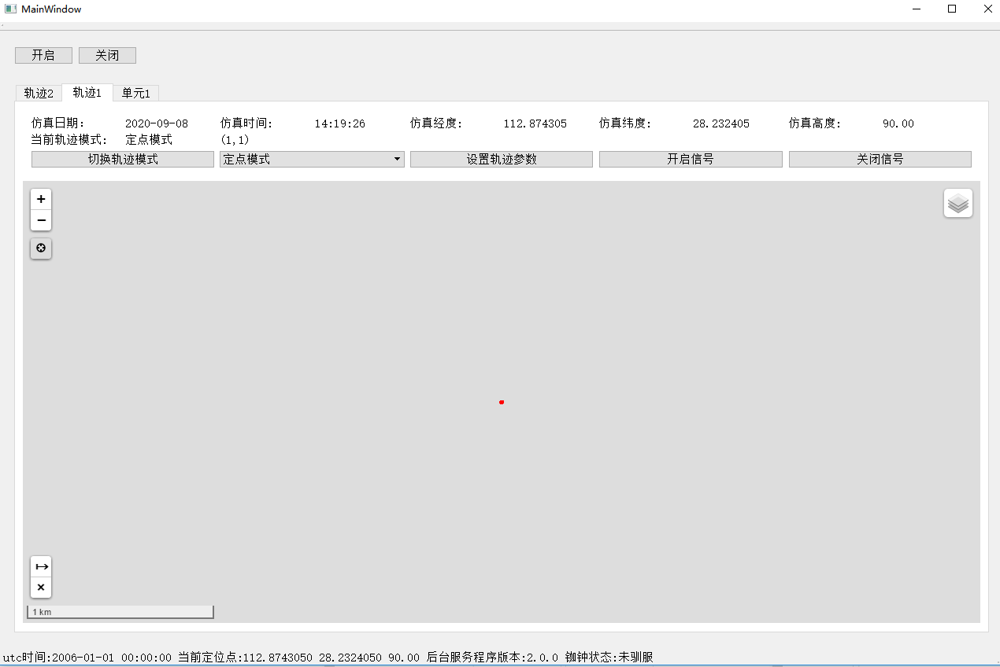 MainWindow
开启 关闭
轨迹2 轨迹1 单元1
仿真日期: 2020-09-08 仿真时间: 14:19:26 仿真经度: 112.874305 仿真纬度: 28.232405 仿真高度: 90.00
当前轨迹模式: 定点模式 (1,1)
切换轨迹模式 定点模式 设置轨迹参数 开启信号 关闭信号
+
−
1 km
utc时间:2006-01-01 00:00:00 当前定位点:112.8743050 28.2324050 90.00 后台服务程序版本:2.0.0 铷钟状态:未驯服